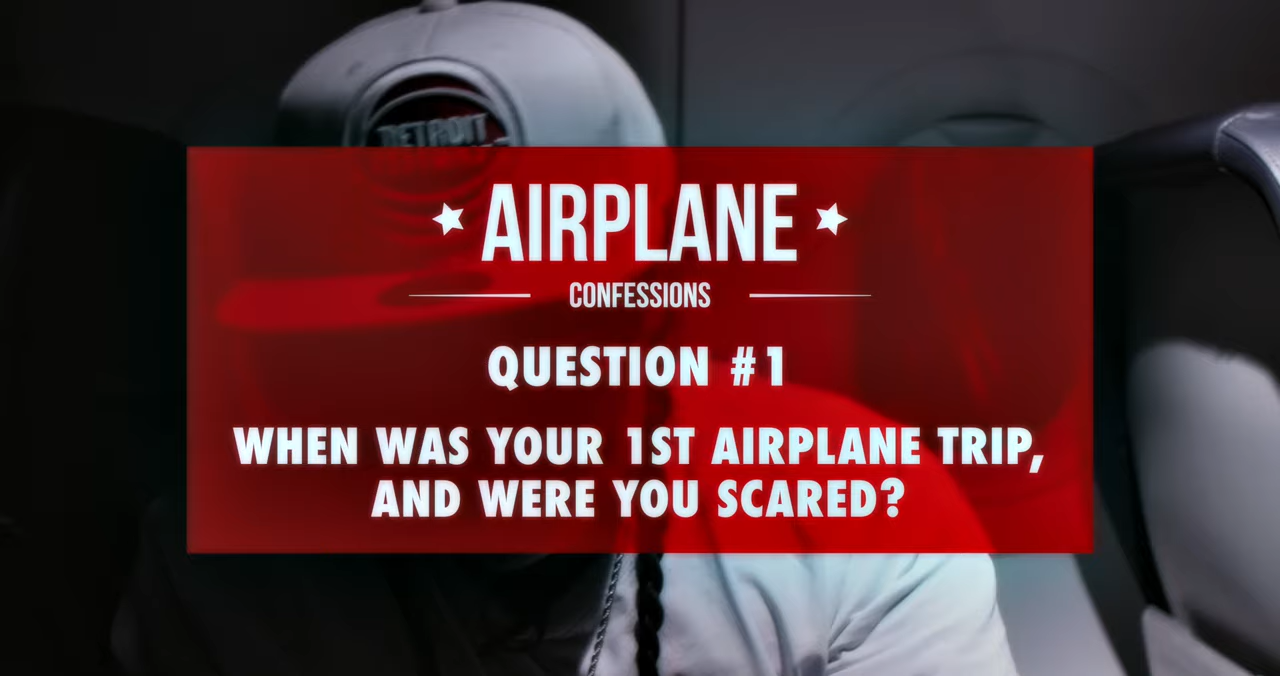 DETROIT
AIRPLANE
CONFESSIONS
QUESTION #1
WHEN WAS YOUR 1ST AIRPLANE TRIP,
AND WERE YOU SCARED?